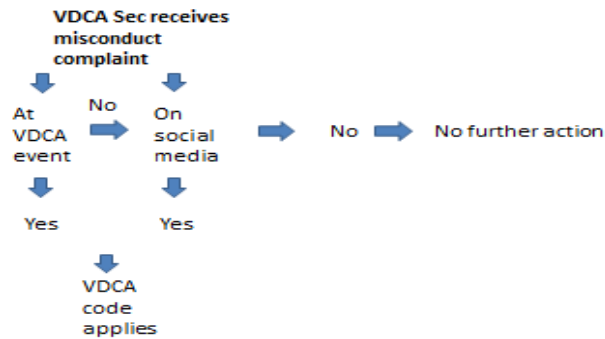 VDCA Sec receives
misconduct
complaint
No
At
VDCA
event
On
social
media
No
No further action
Yes
Yes
VDCA
code
applies